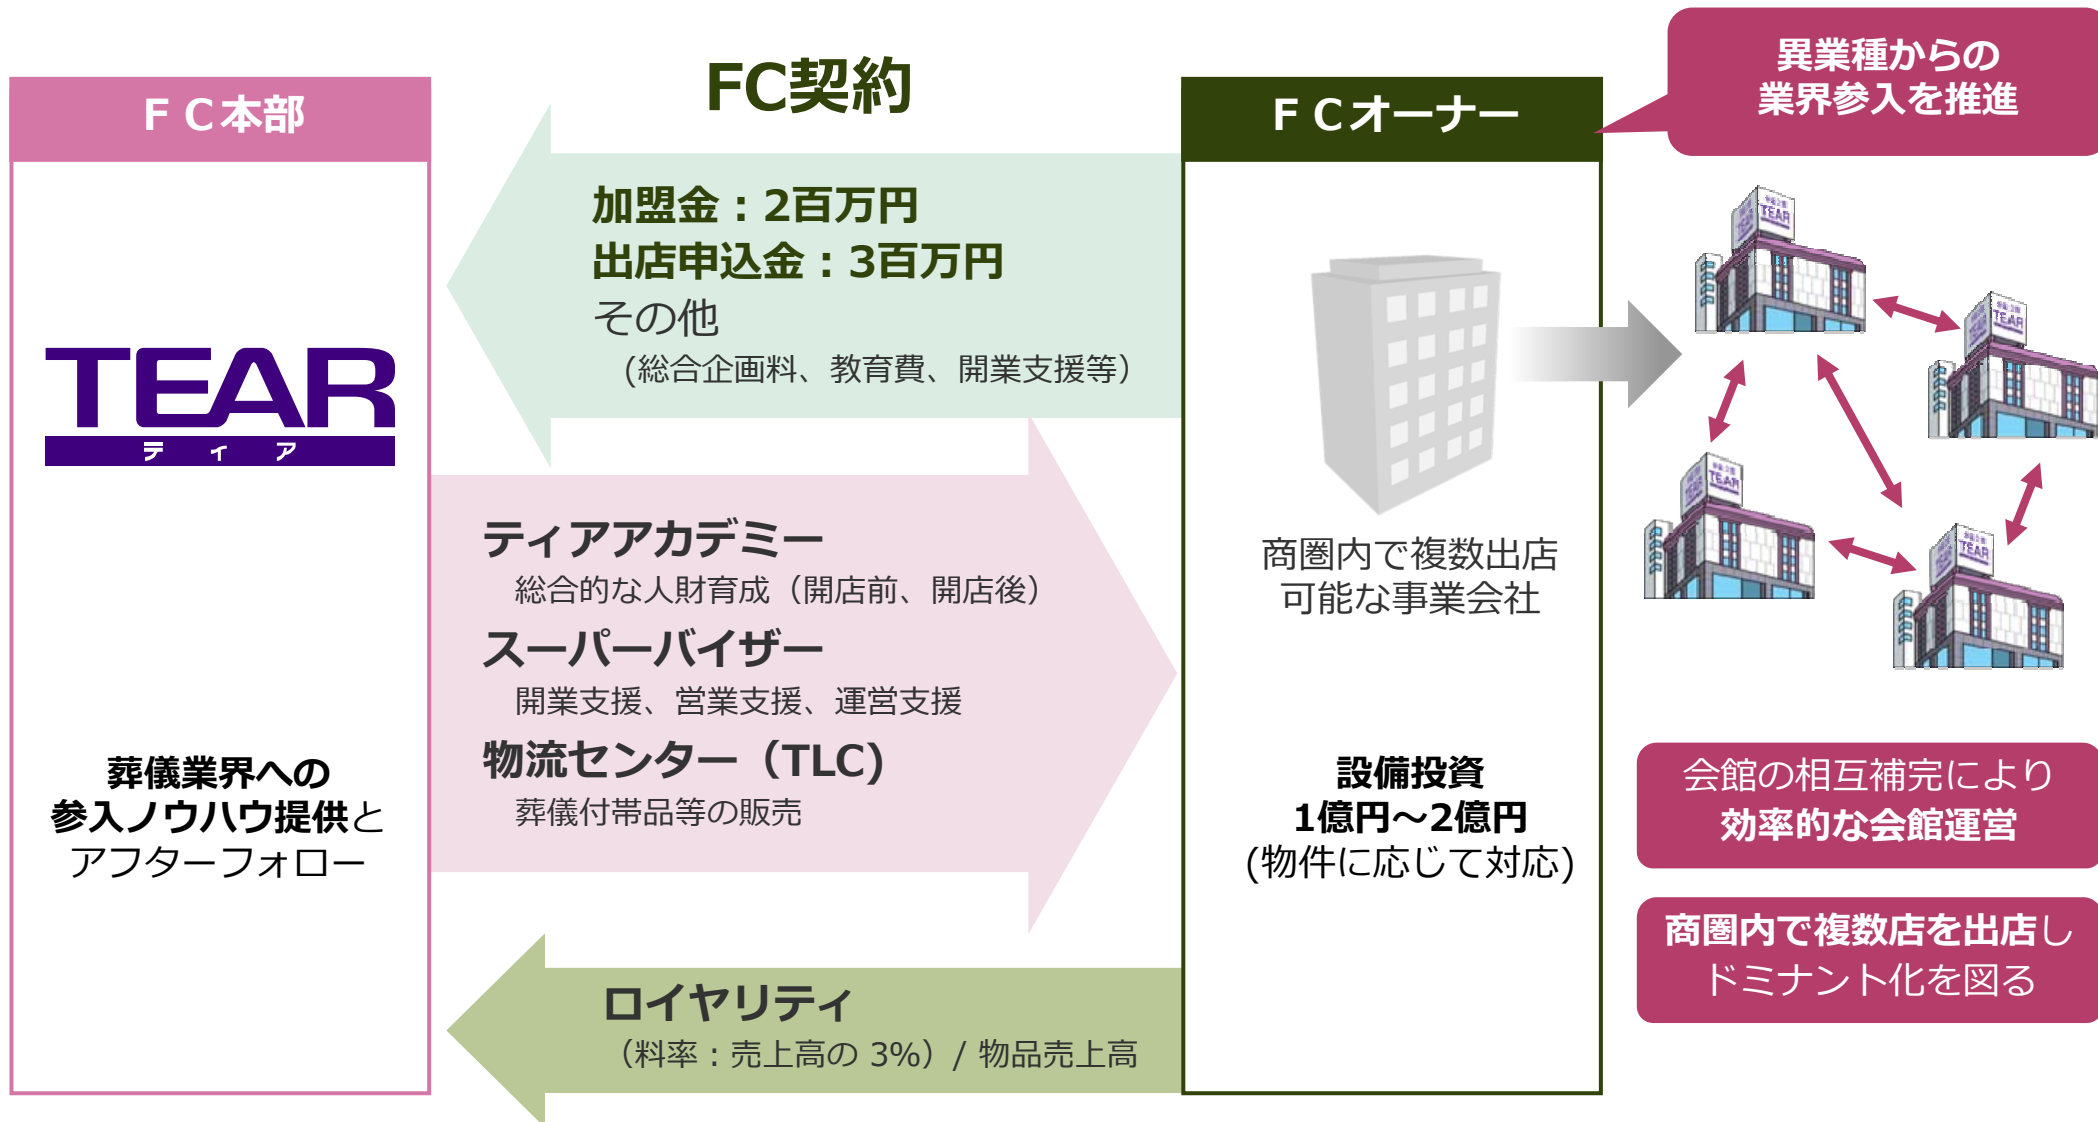 FC契約
ＦＣ本部
TEAR
ティア
葬儀業界への
参入ノウハウ提供と
アフターフォロー
加盟金：2百万円
出店申込金：3百万円
その他
(総合企画料、教育費、開業支援等）
ティアアカデミー
総合的な人財育成（開店前、開店後）
スーパーバイザー
開業支援、営業支援、運営支援
物流センター（TLC)
葬儀付帯品等の販売
ロイヤリティ
（料率：売上高の 3%）/ 物品売上高
ＦＣオーナー
商圏内で複数出店
可能な事業会社
設備投資
1億円～2億円
(物件に応じて対応)
異業種からの
業界参入を推進
TEAR
TEAR
TEAR
TEAR
会館の相互補完により
効率的な会館運営
商圏内で複数店を出店し
ドミナント化を図る